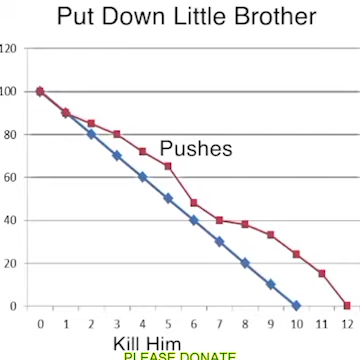 Put Down Little Brother
120
100
80
60
40
20
0
Pushes
0 1 2 3 4 5 6 7 8 9 10 11 12
Kill Him
PLEASE DONATE